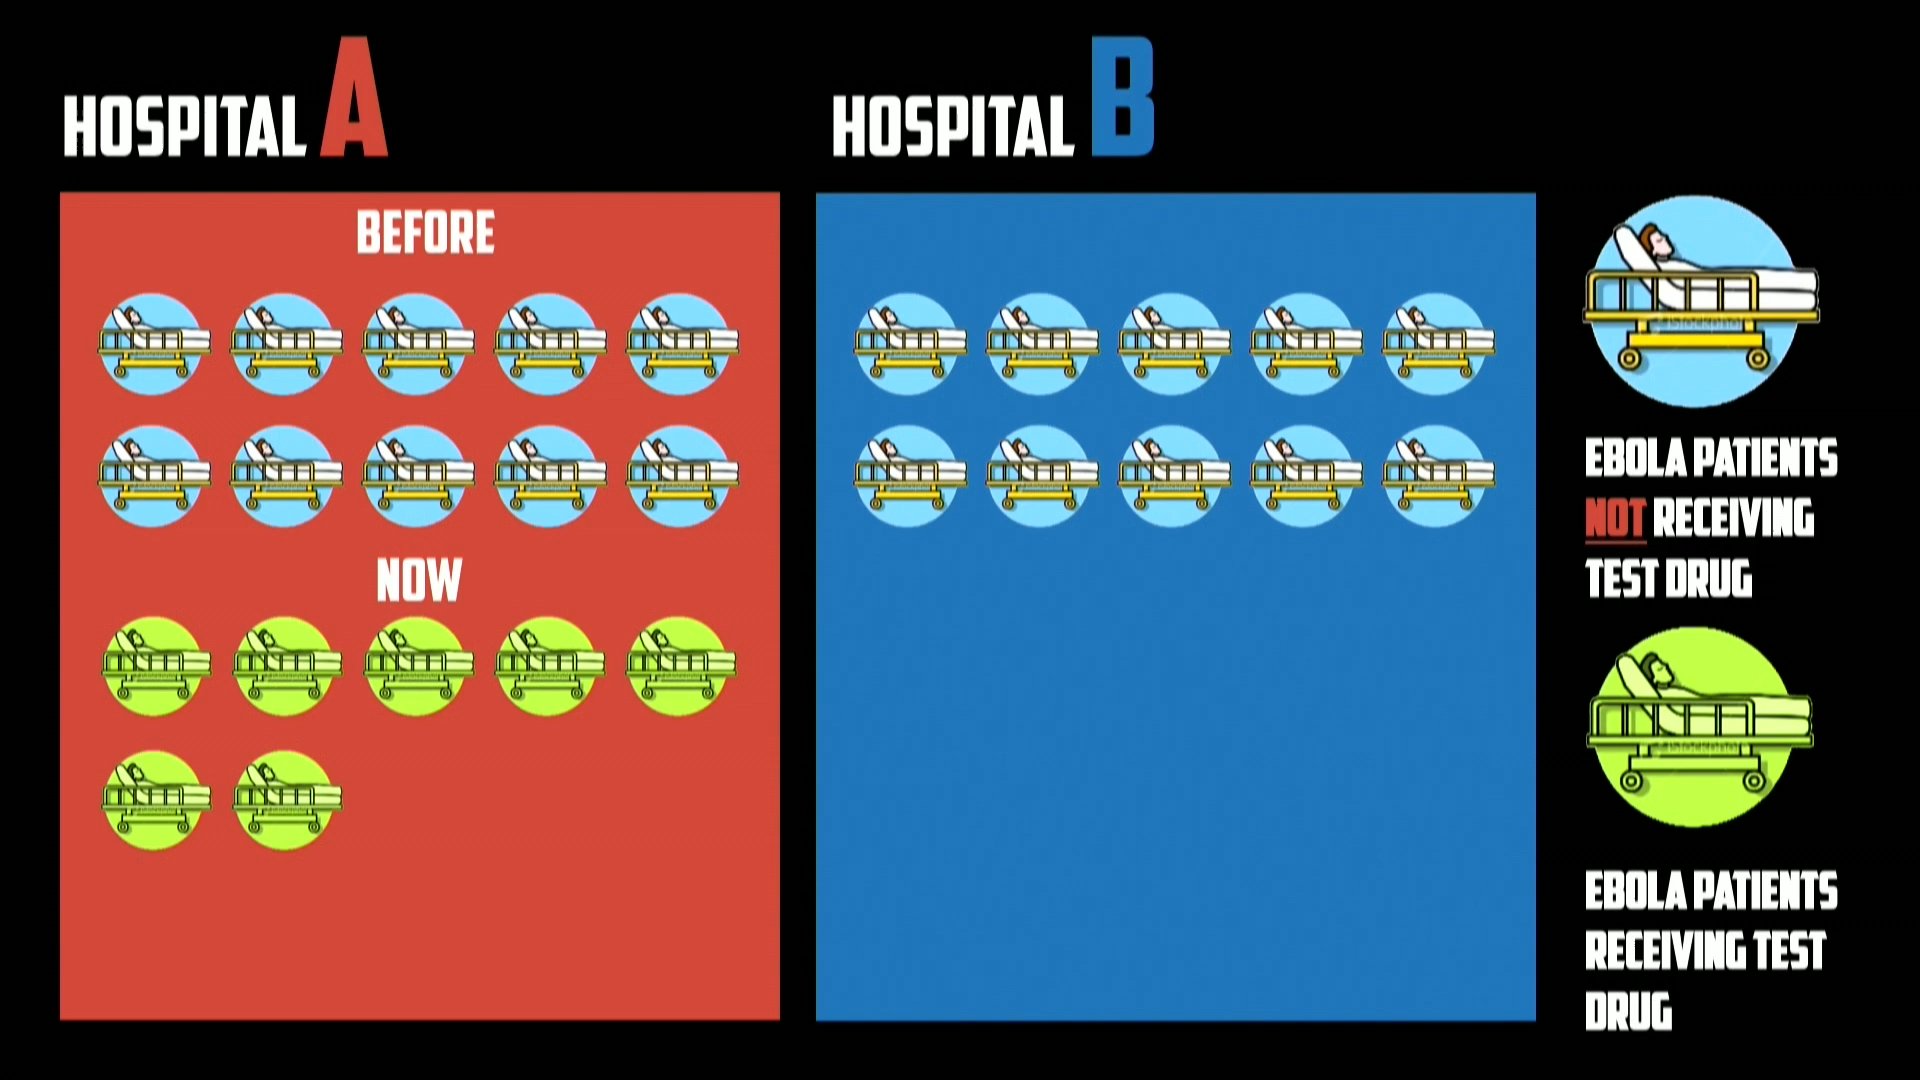 HOSPITAL A
HOSPITAL B
BEFORE
NOW
EBOLA PATIENTS
NOT RECEIVING
TEST DRUG
EBOLA PATIENTS
RECEIVING TEST
DRUG